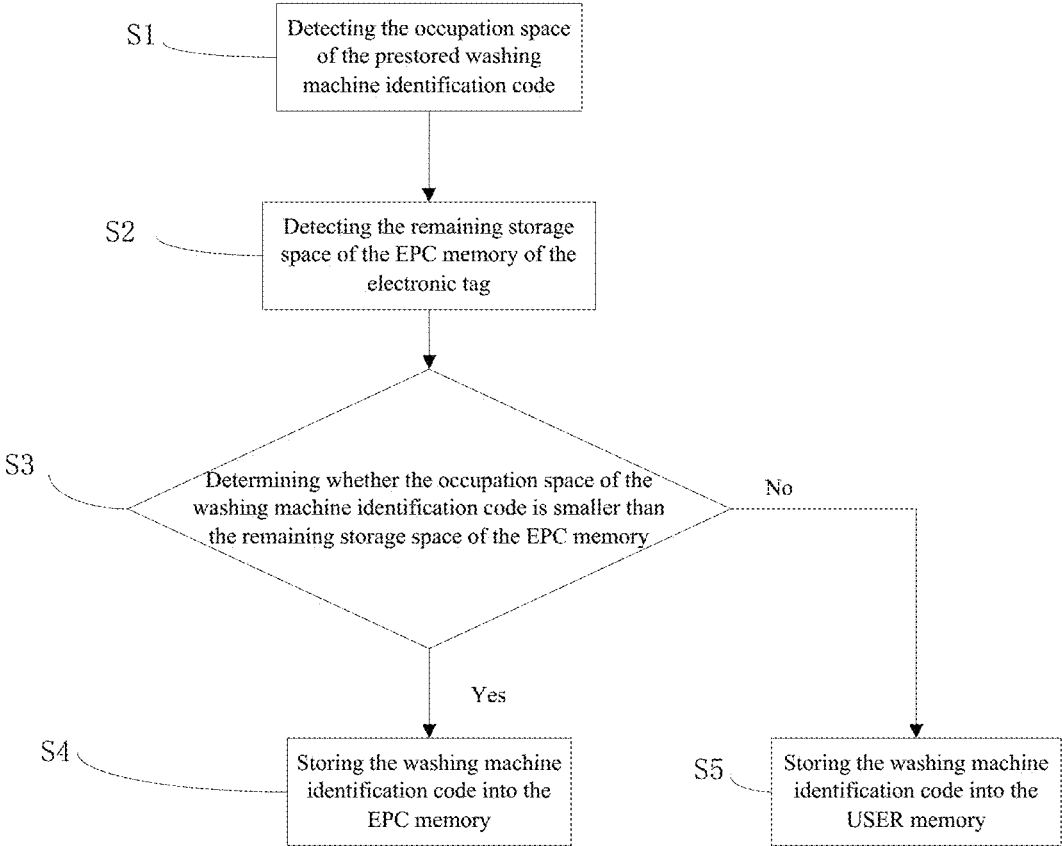 S1
Detecting the occupation space
of the prestored washing
machine identification code
S2
Detecting the remaining storage
space of the EPC memory of the
electronic tag
S3
Determining whether the occupation space of the
washing machine identification code is smaller than
the remaining storage space of the EPC memory
No
Yes
S4
Storing the washing machine
identification code into the
EPC memory
S5
Storing the washing machine
identification code into the
USER memory